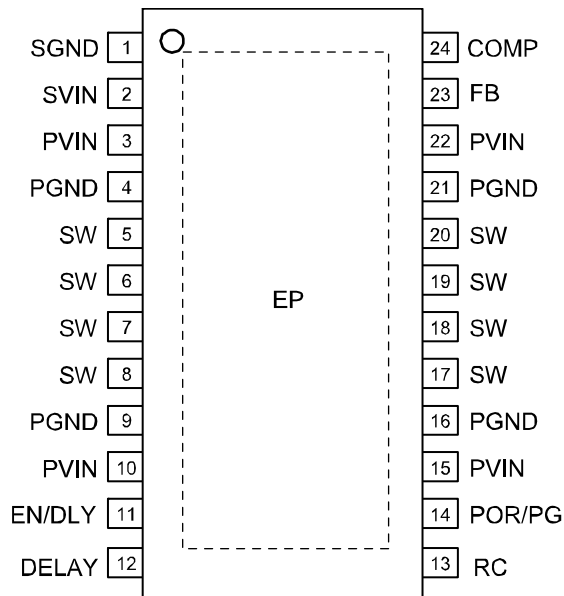 SGND 1 24 COMP
SVIN 2 23 FB
PVIN 3 22 PVIN
PGND 4 21 PGND
SW 5 20 SW
SW 6 19 SW
EP
SW 7 18 SW
SW 8 17 SW
PGND 9 16 PGND
PVIN 10 15 PVIN
EN/DLY 11 14 POR/PG
DELAY 12 13 RC